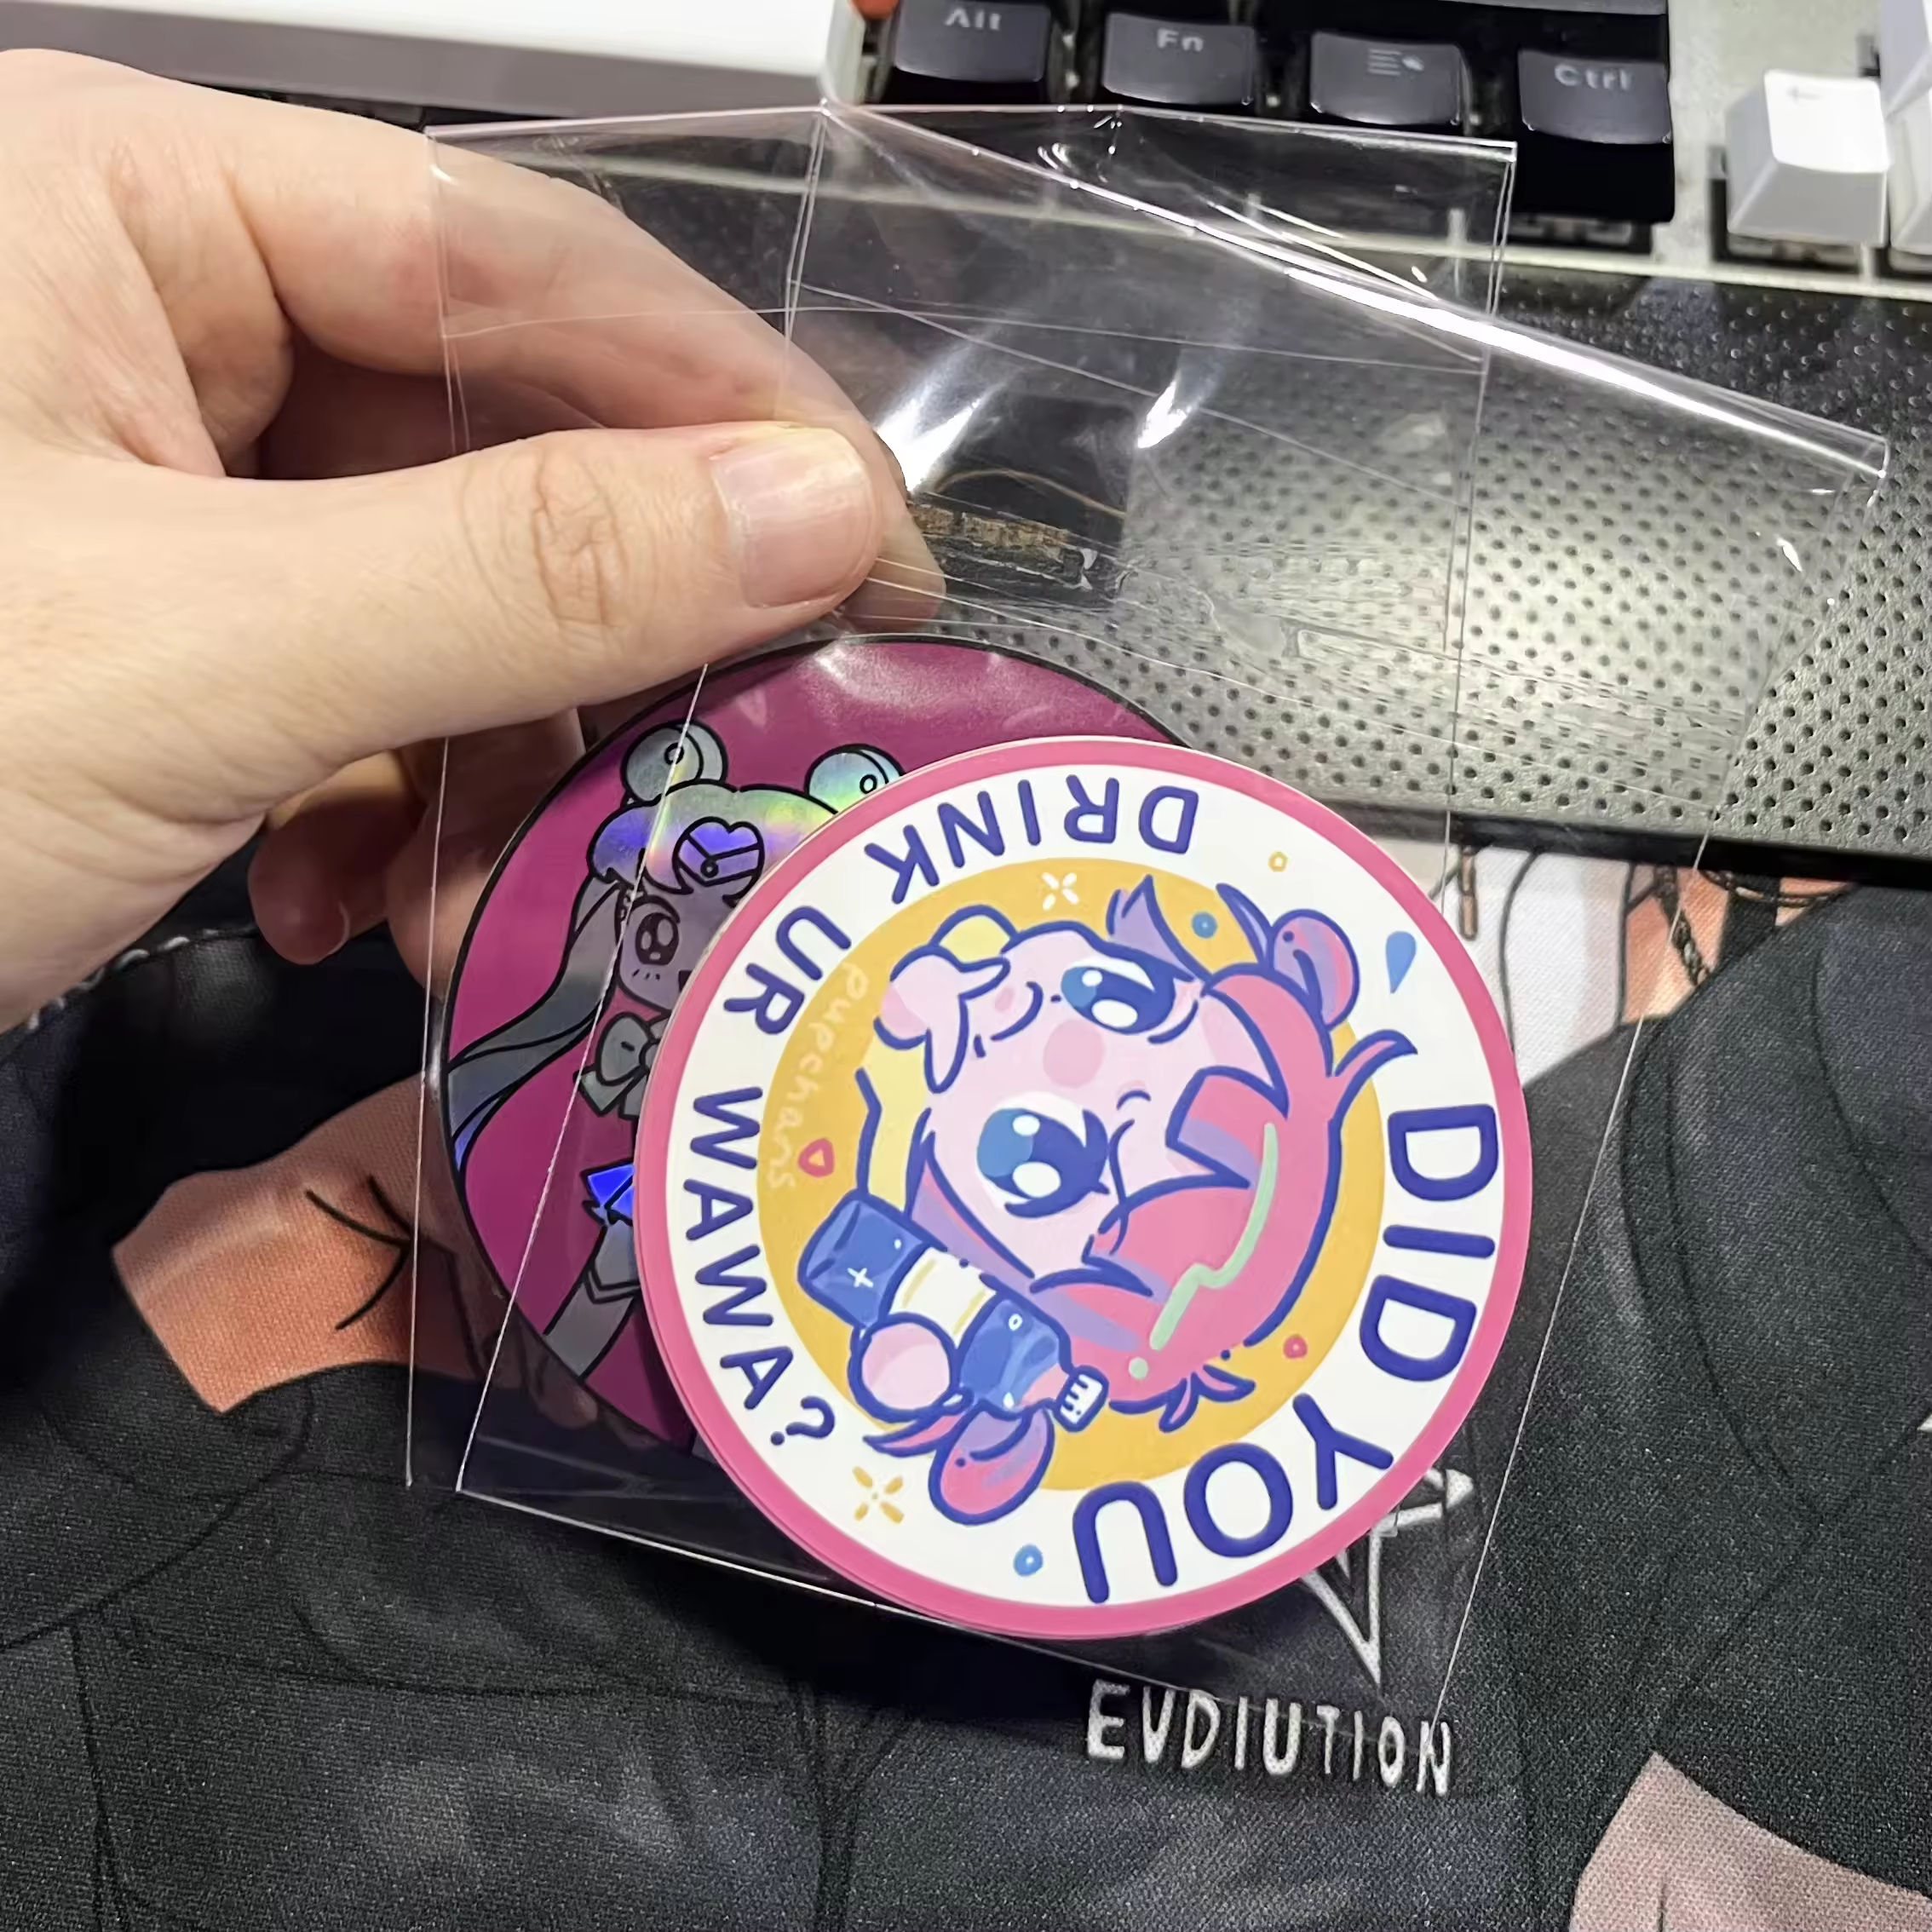 Alt
Fn
Ctrl
DID YOU
DRINK UR WAWA?
pupchans
EVDIUTION